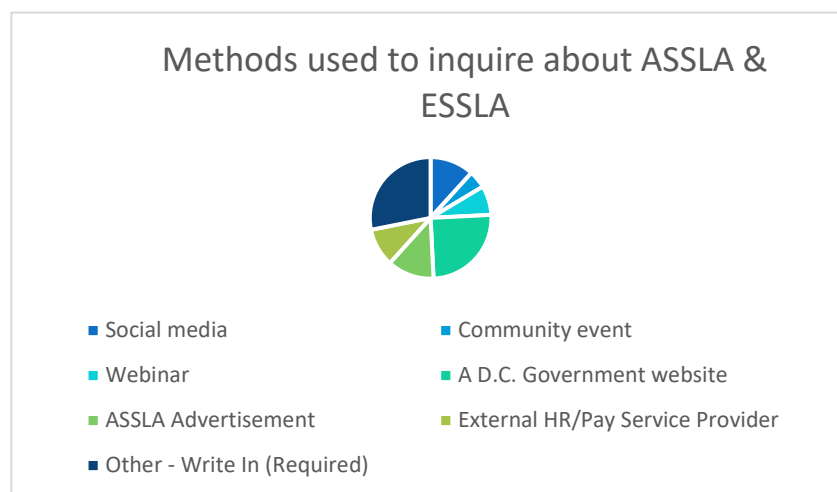 Methods used to inquire about ASSLA &
ESSLA
Social media
Community event
Webinar
A D.C. Government website
ASSLA Advertisement
External HR/Pay Service Provider
Other - Write In (Required)